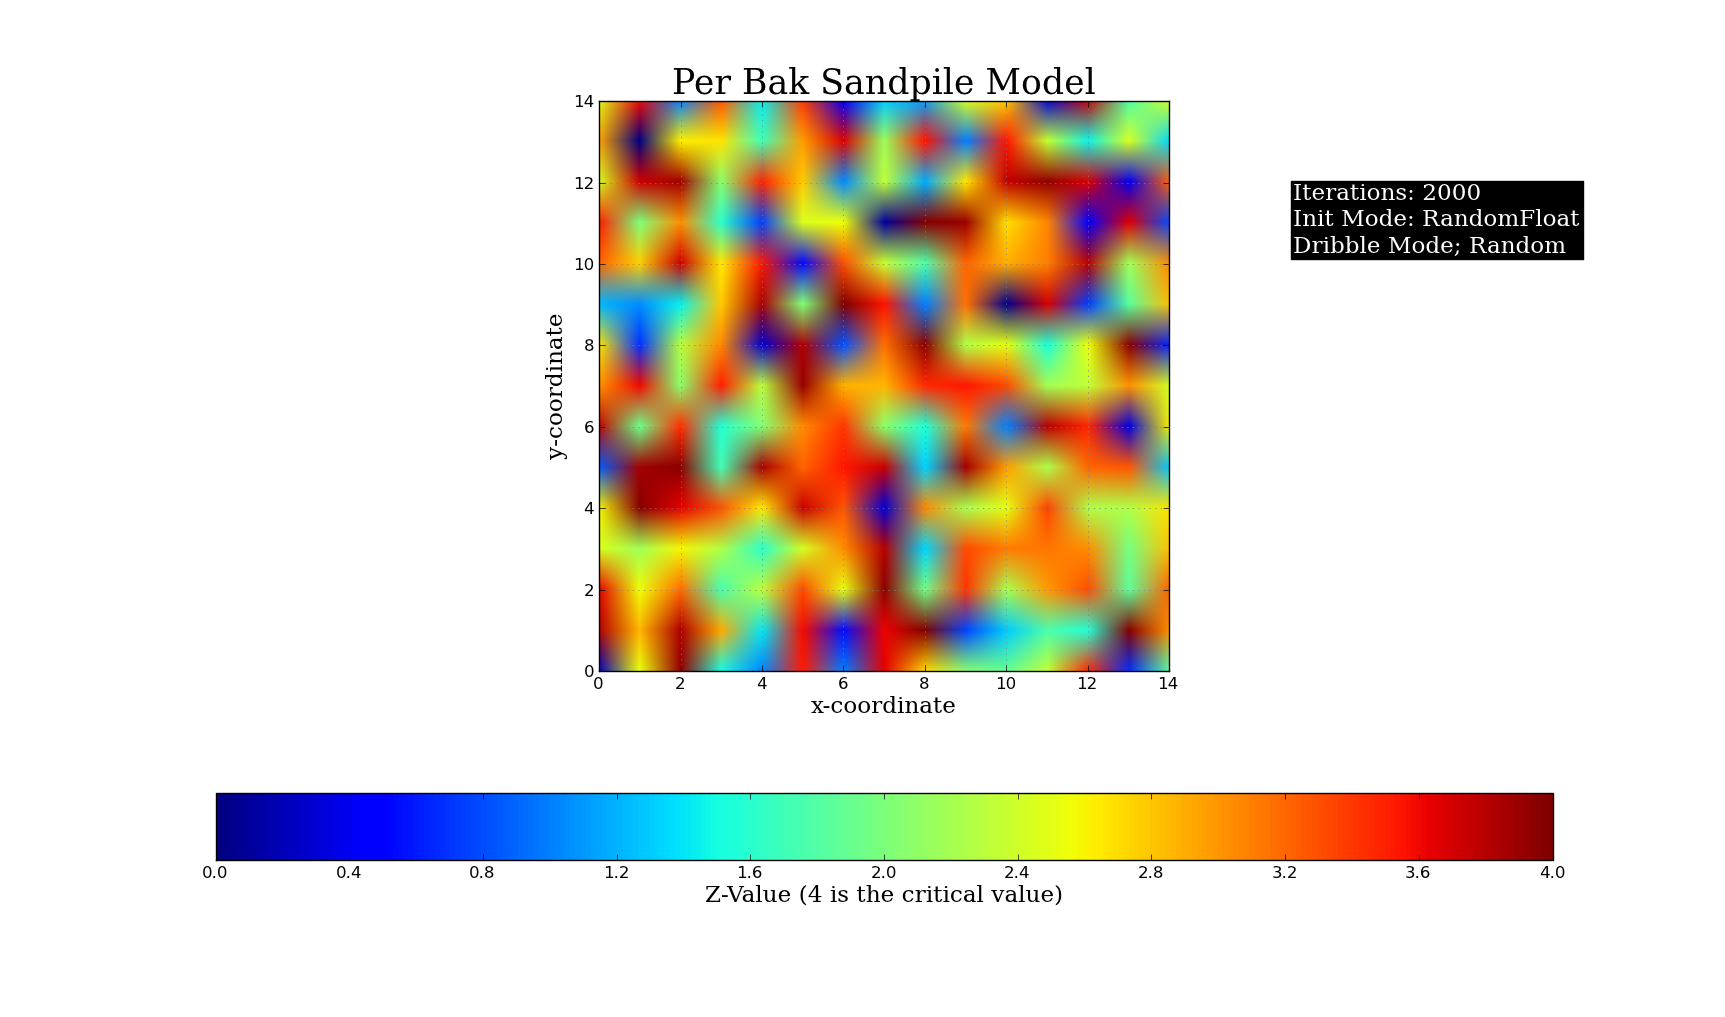 Per Bak Sandpile Model
14
12
10
8
6
4
2
0
y-coordinate
0 2 4 6 8 10 12 14
x-coordinate
Iterations: 2000
Init Mode: RandomFloat
Dribble Mode; Random
0.0 0.4 0.8 1.2 1.6 2.0 2.4 2.8 3.2 3.6 4.0
Z-Value (4 is the critical value)